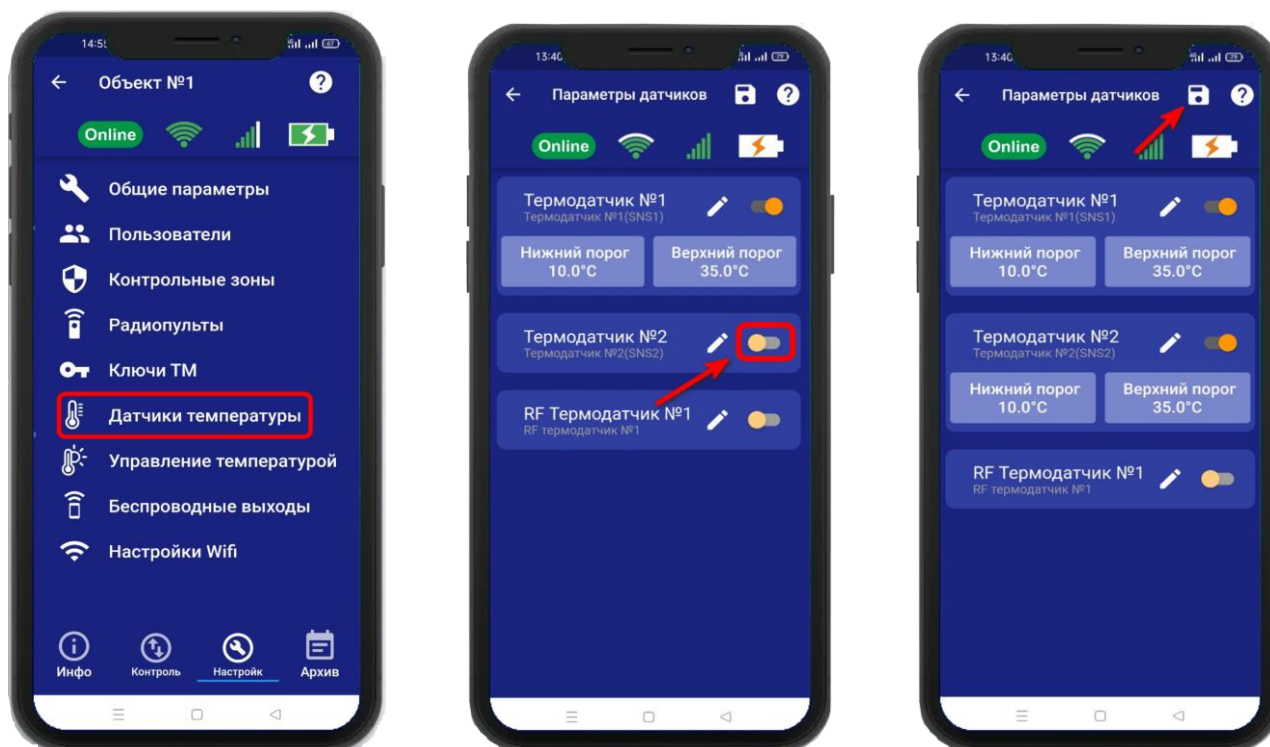 14:5
67
Объект №1
?
Online
Общие параметры
Пользователи
Контрольные зоны
Радиопульты
Ключи ТМ
Датчики температуры
Управление температурой
Беспроводные выходы
Настройки Wifi
Инфо
Контроль
Настройк
Архив
13:40
Параметры датчиков
?
Online
Термодатчик №1
Термодатчик №1(SNS1)
Нижний порог
10.0°C
Верхний порог
35.0°C
Термодатчик №2
Термодатчик №2(SNS2)
RF Термодатчик №1
RF термодатчик №1
13:40
Параметры датчиков
?
Online
Термодатчик №1
Термодатчик №1(SNS1)
Нижний порог
10.0°C
Верхний порог
35.0°C
Термодатчик №2
Термодатчик №2(SNS2)
Нижний порог
10.0°C
Верхний порог
35.0°C
RF Термодатчик №1
RF термодатчик №1